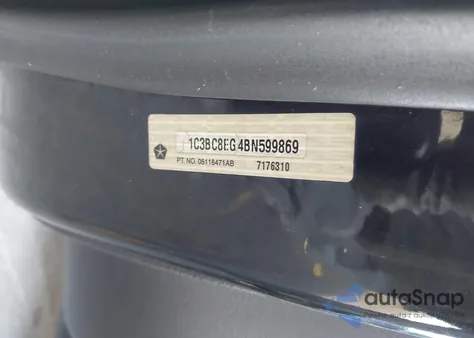 1C3BC8EG4BN599869
PT. NO. 05116471AB 7176310
autoSnap